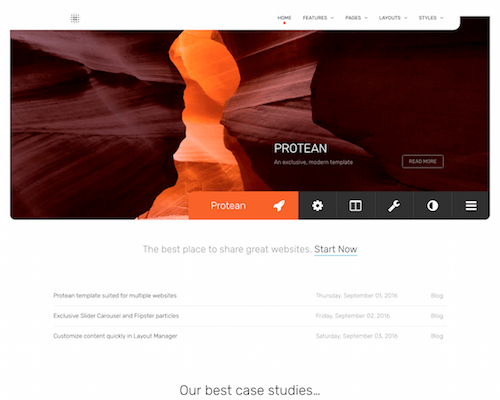 HOME FEATURES PAGES LAYOUTS STYLES
PROTEAN
An exclusive, modern template
READ MORE
Protean
The best place to share great websites. Start Now
Protean template suited for multiple websites Thursday, September 01, 2016 Blog
Exclusive Slider Carousel and Flipster particles Friday, September 02, 2016 Blog
Customize content quickly in Layout Manager Saturday, September 03, 2016 Blog
Our best case studies...